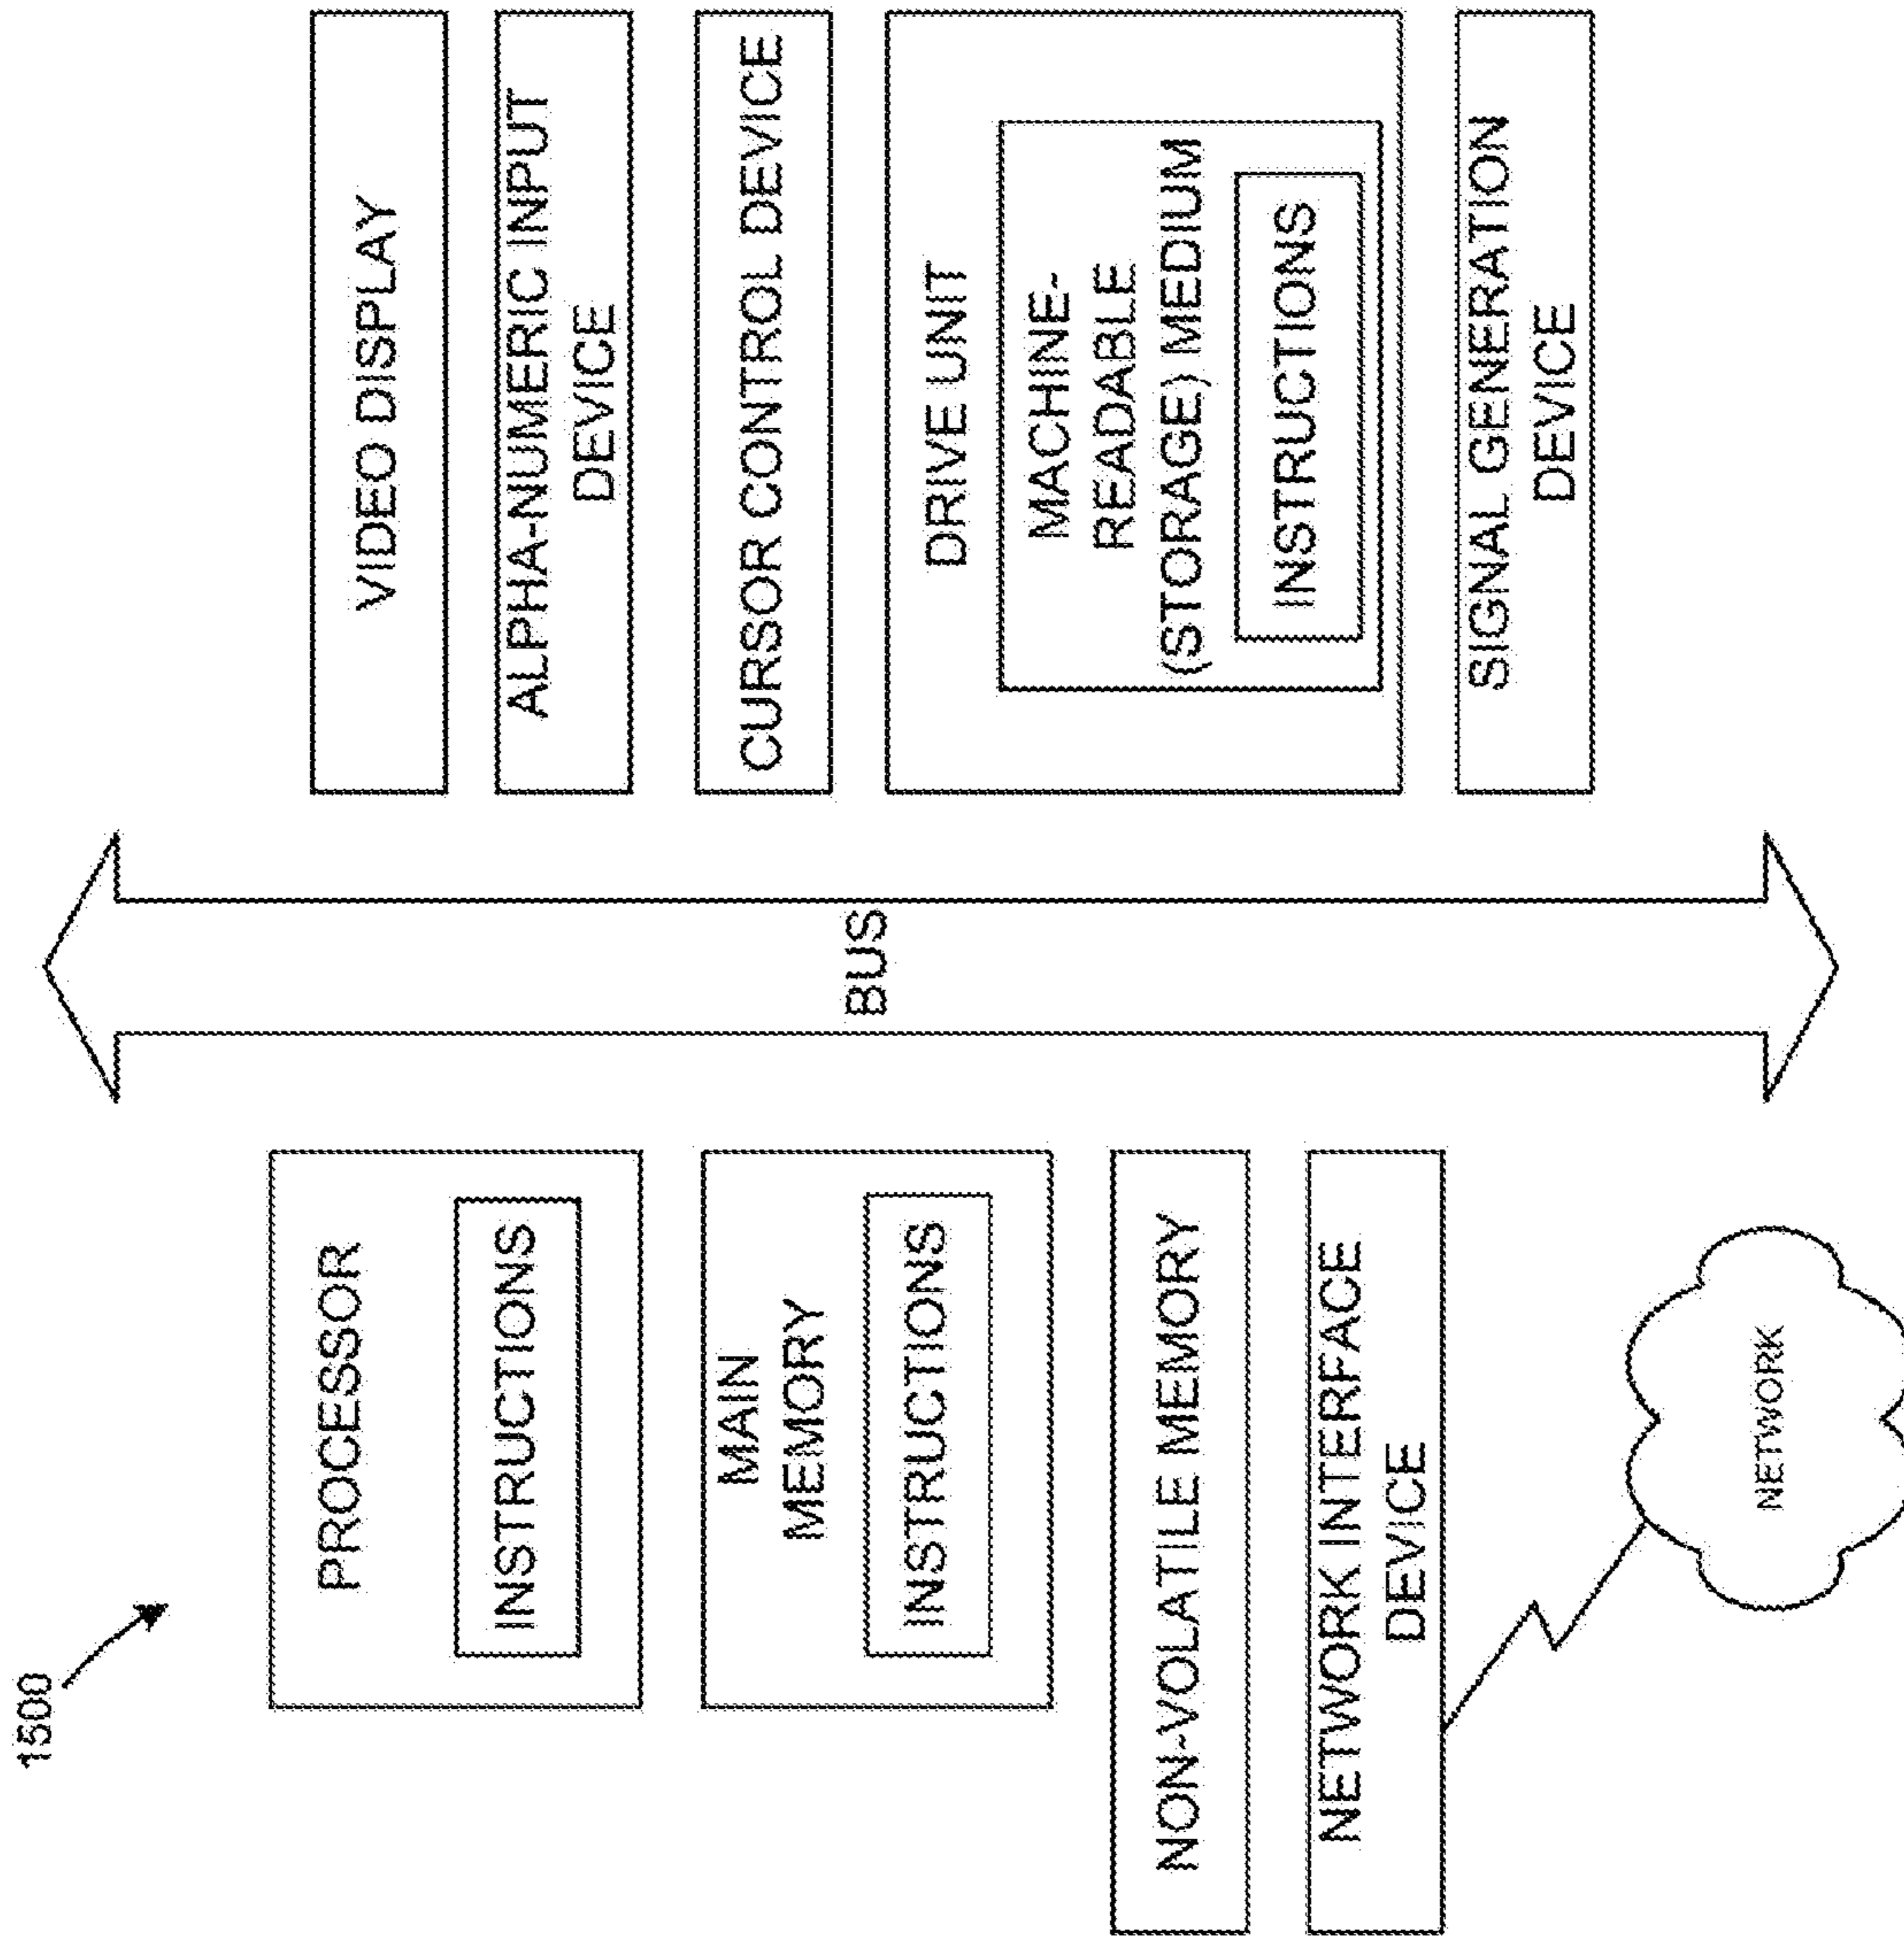 1500
PROCESSOR
INSTRUCTIONS
MAIN
MEMORY
INSTRUCTIONS
NON-VOLATILE MEMORY
NETWORK INTERFACE
DEVICE
NETWORK
BUS
VIDEO DISPLAY
ALPHA-NUMERIC INPUT
DEVICE
CURSOR CONTROL DEVICE
DRIVE UNIT
MACHINE-
READABLE
(STORAGE) MEDIUM
INSTRUCTIONS
SIGNAL GENERATION
DEVICE